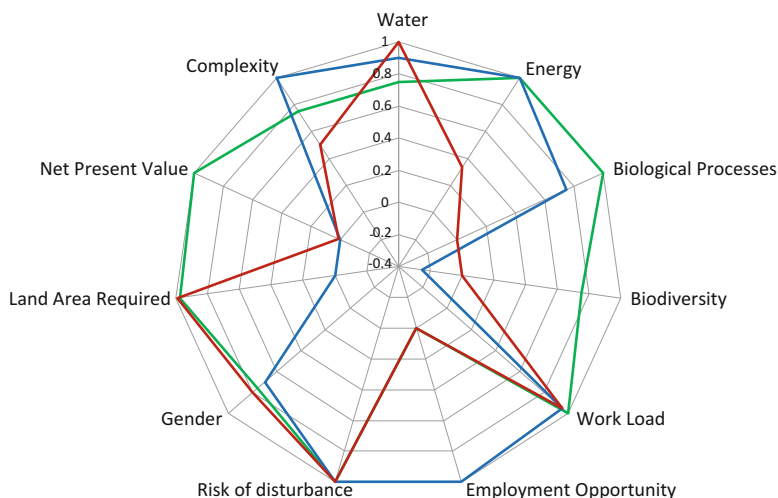 Water
1
Complexity
Energy
0.8
0.6
0.4
Net Present Value
Biological Processes
0.2
0
-0.2
-0.4
Land Area Required
Biodiversity
Gender
Work Load
Risk of disturbance
Employment Opportunity